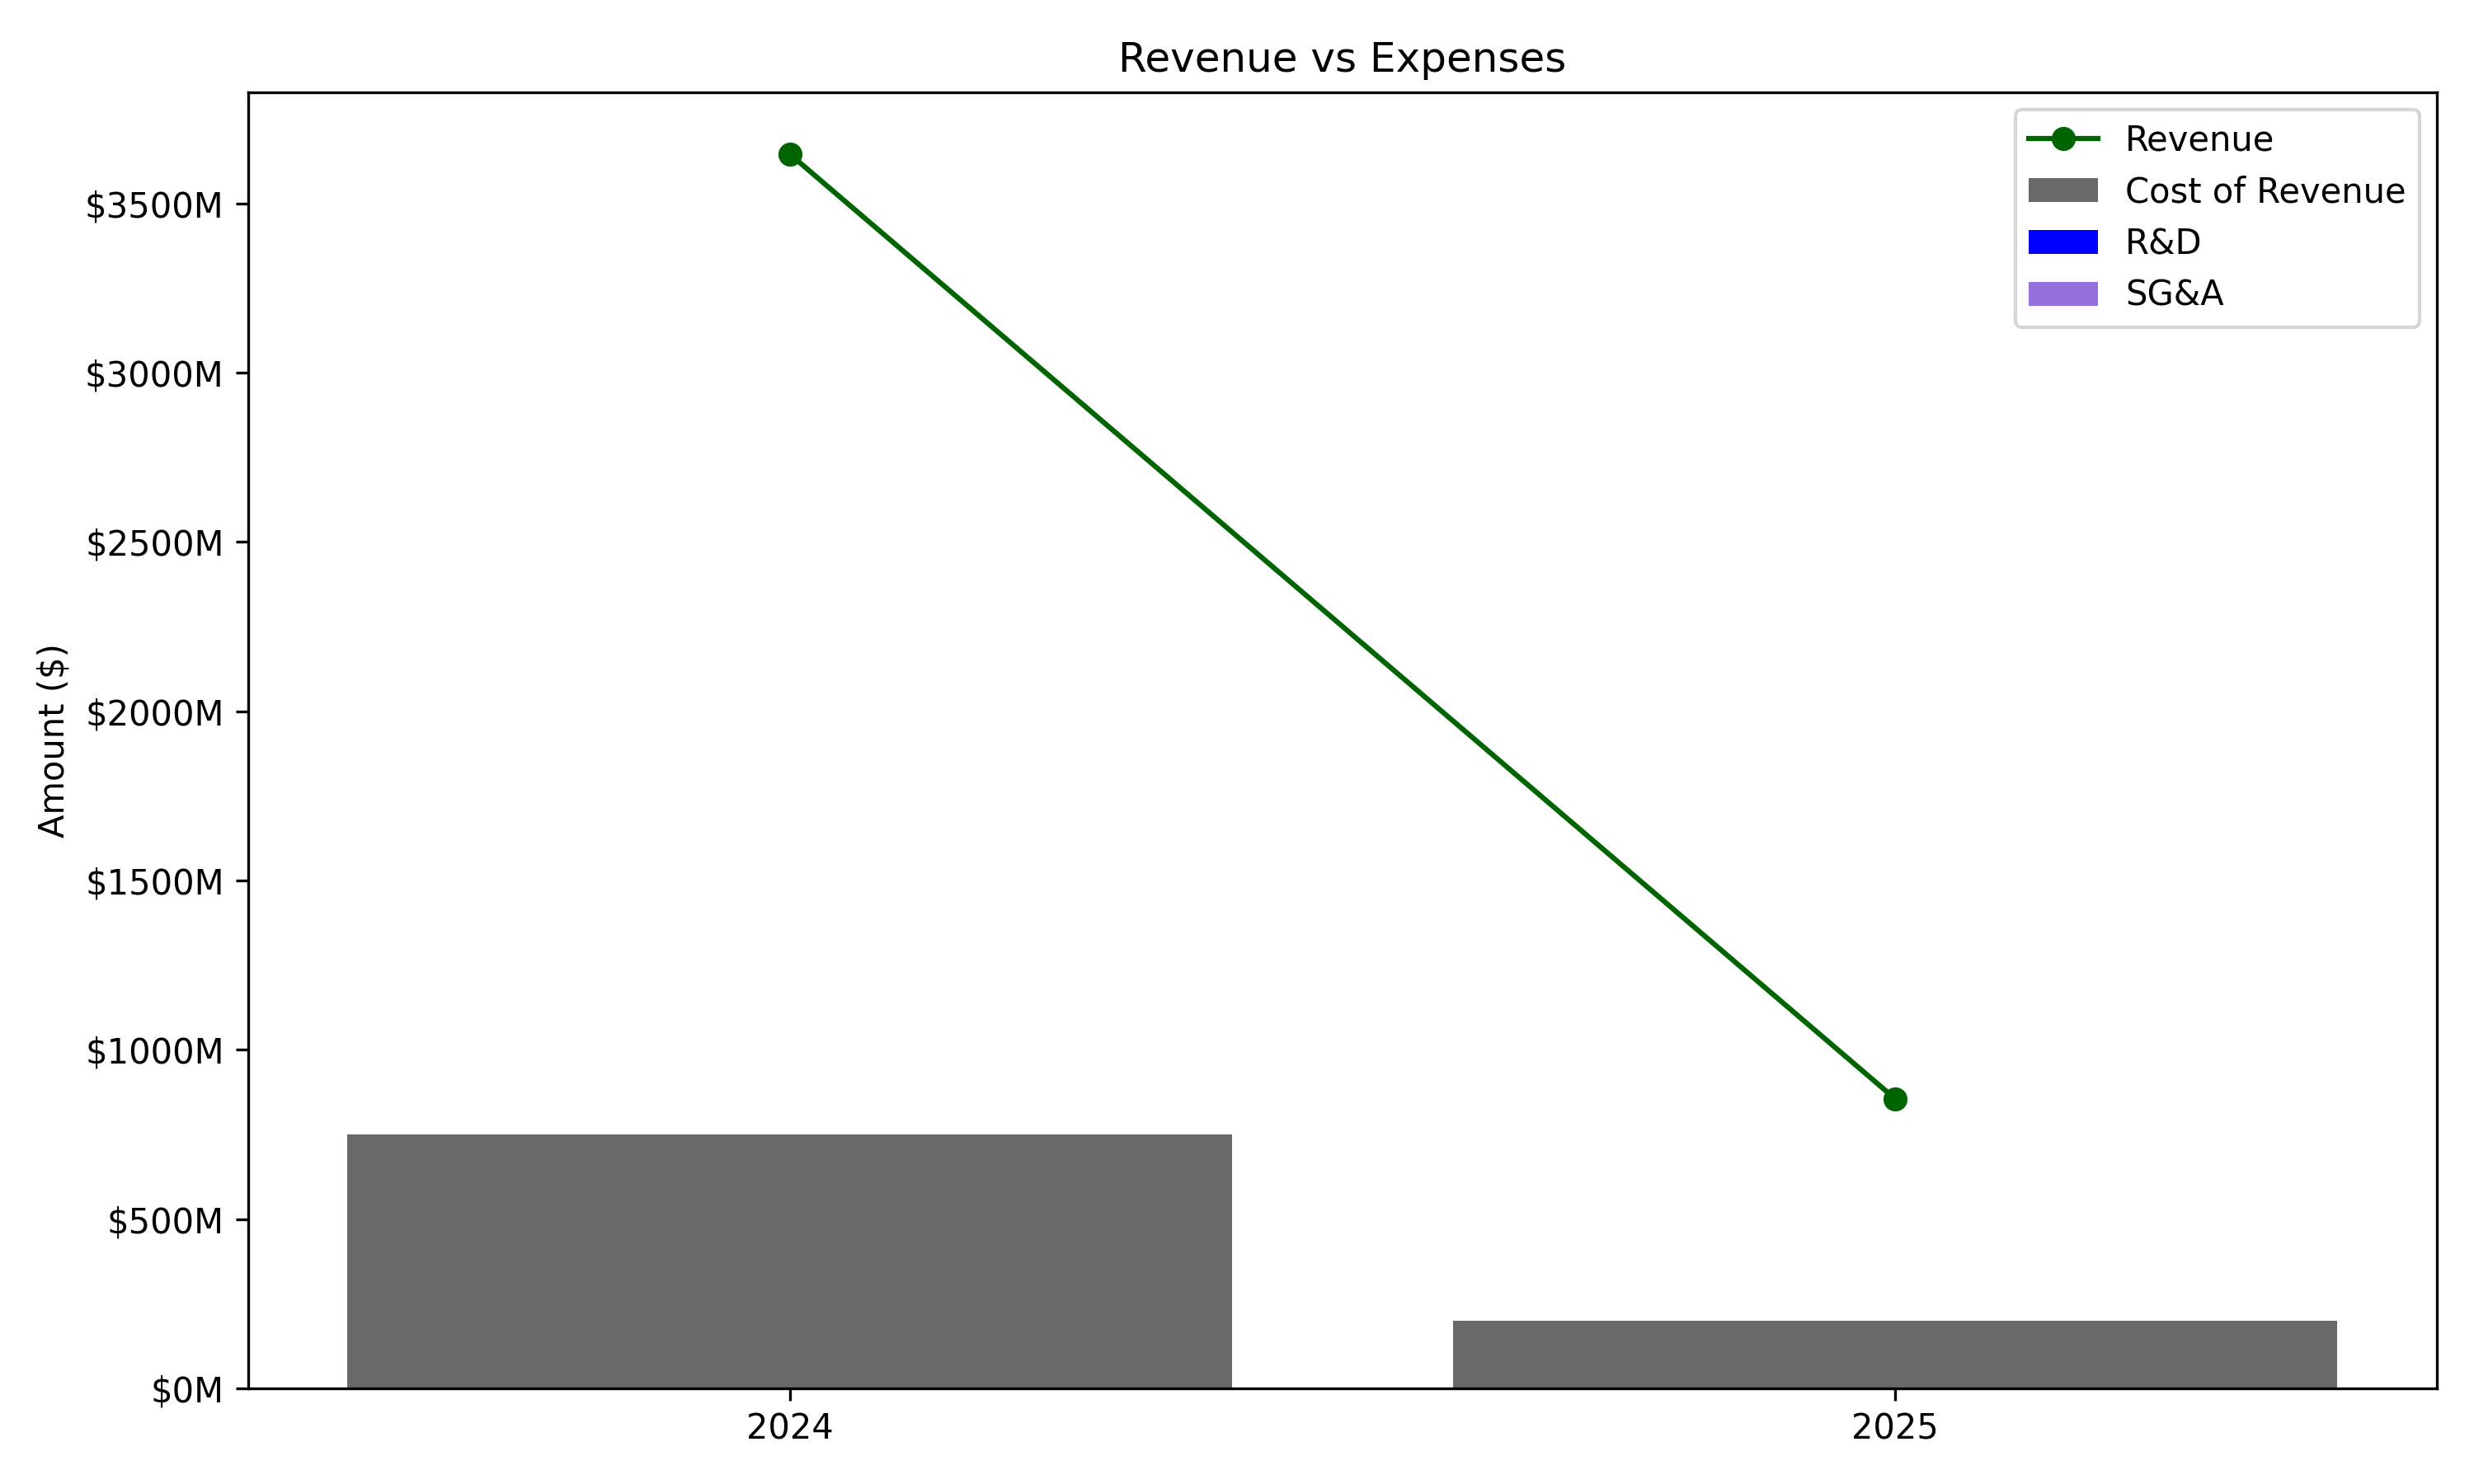 Revenue vs Expenses
Revenue
Cost of Revenue
R&D
SG&A
Amount ($)
$3500M
$3000M
$2500M
$2000M
$1500M
$1000M
$500M
$0M
2024
2025